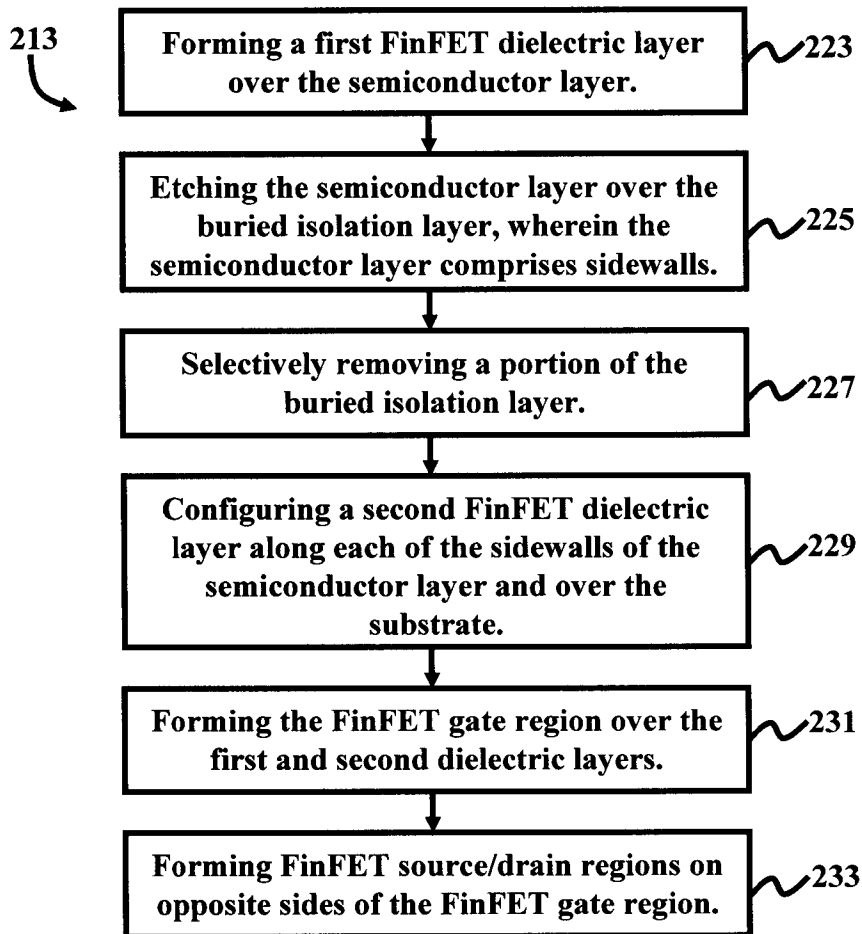 213
Forming a first FinFET dielectric layer
over the semiconductor layer.
223
Etching the semiconductor layer over the
buried isolation layer, wherein the
semiconductor layer comprises sidewalls.
225
Selectively removing a portion of the
buried isolation layer.
227
Configuring a second FinFET dielectric
layer along each of the sidewalls of the
semiconductor layer and over the
substrate.
229
Forming the FinFET gate region over the
first and second dielectric layers.
231
Forming FinFET source/drain regions on
opposite sides of the FinFET gate region.
233